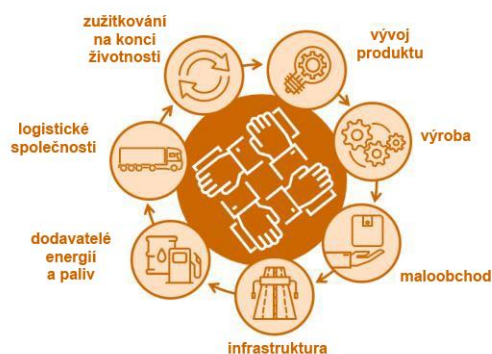 zužitkování
na konci
životnosti
vývoj
produktu
výroba
maloobchod
infrastruktura
dodavatelé
energií
a paliv
logistické
společnosti